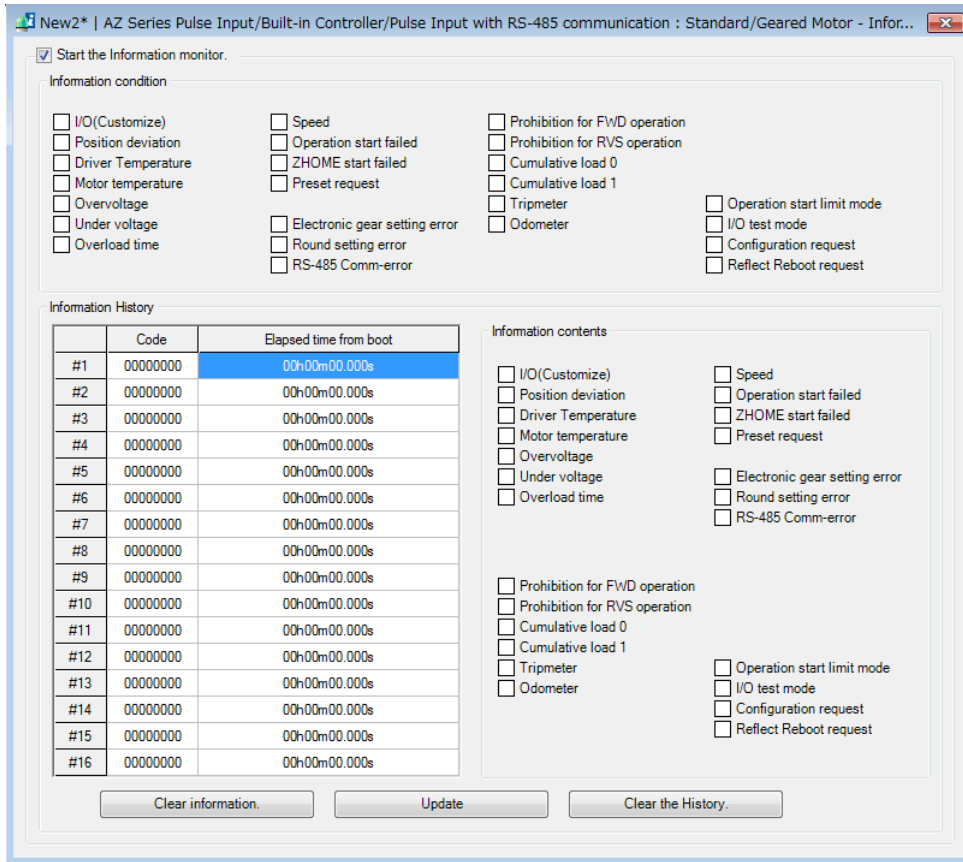 New2* | AZ Series Pulse Input/Built-in Controller/Pulse Input with RS-485 communication : Standard/Geared Motor - Infor...
Start the Information monitor.
Information condition
I/O(Customize)
Position deviation
Driver Temperature
Motor temperature
Overvoltage
Under voltage
Overload time
Speed
Operation start failed
ZHOME start failed
Preset request
Electronic gear setting error
Round setting error
RS-485 Comm-error
Prohibition for FWD operation
Prohibition for RVS operation
Cumulative load 0
Cumulative load 1
Tripmeter
Odometer
Operation start limit mode
I/O test mode
Configuration request
Reflect Reboot request
Information History
Code Elapsed time from boot
#1 00000000 00h00m00.000s
#2 00000000 00h00m00.000s
#3 00000000 00h00m00.000s
#4 00000000 00h00m00.000s
#5 00000000 00h00m00.000s
#6 00000000 00h00m00.000s
#7 00000000 00h00m00.000s
#8 00000000 00h00m00.000s
#9 00000000 00h00m00.000s
#10 00000000 00h00m00.000s
#11 00000000 00h00m00.000s
#12 00000000 00h00m00.000s
#13 00000000 00h00m00.000s
#14 00000000 00h00m00.000s
#15 00000000 00h00m00.000s
#16 00000000 00h00m00.000s
Information contents
I/O(Customize)
Position deviation
Driver Temperature
Motor temperature
Overvoltage
Under voltage
Overload time
Speed
Operation start failed
ZHOME start failed
Preset request
Electronic gear setting error
Round setting error
RS-485 Comm-error
Prohibition for FWD operation
Prohibition for RVS operation
Cumulative load 0
Cumulative load 1
Tripmeter
Odometer
Operation start limit mode
I/O test mode
Configuration request
Reflect Reboot request
Clear information.
Update
Clear the History.